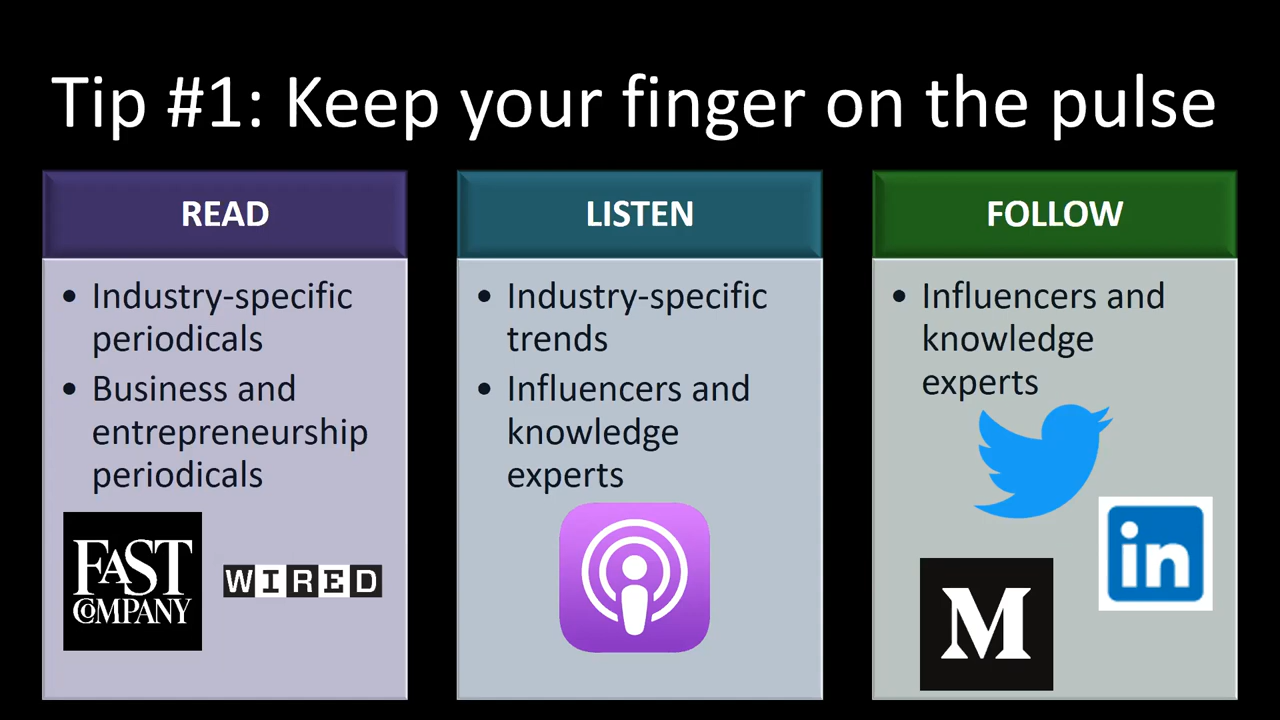 Tip #1: Keep your finger on the pulse
READ
• Industry-specific
periodicals
• Business and
entrepreneurship
periodicals
FAST
COMPANY
WIRED
LISTEN
• Industry-specific
trends
• Influencers and
knowledge
experts
FOLLOW
• Influencers and
knowledge
experts
in
M